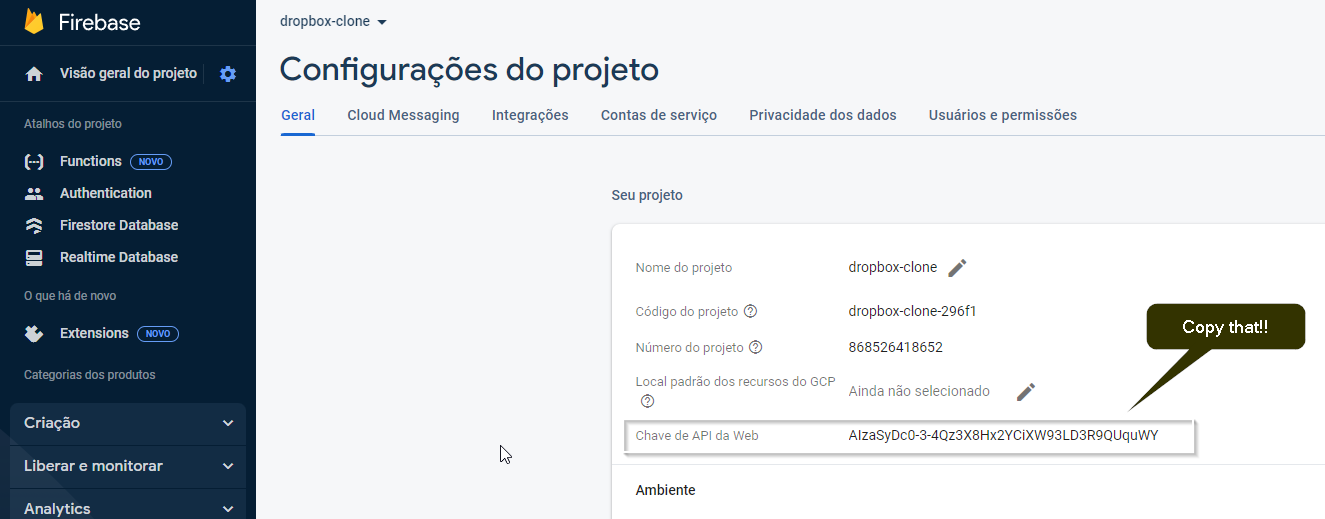 Firebase
Visão geral do projeto
Atalhos do projeto
Functions NOVO
Authentication
Firestore Database
Realtime Database
O que há de novo
Extensions NOVO
Categorias dos produtos
Criação
Liberar e monitorar
Analytics
dropbox-clone
Configurações do projeto
Geral Cloud Messaging Integrações Contas de serviço Privacidade dos dados Usuários e permissões
Seu projeto
Nome do projeto dropbox-clone
Código do projeto dropbox-clone-296f1
Número do projeto 868526418652
Local padrão dos recursos do GCP Ainda não selecionado
Chave de API da Web AIzaSyDc0-3-4Qz3X8Hx2YCiXW93LD3R9QUquWY
Copy that!!
Ambiente